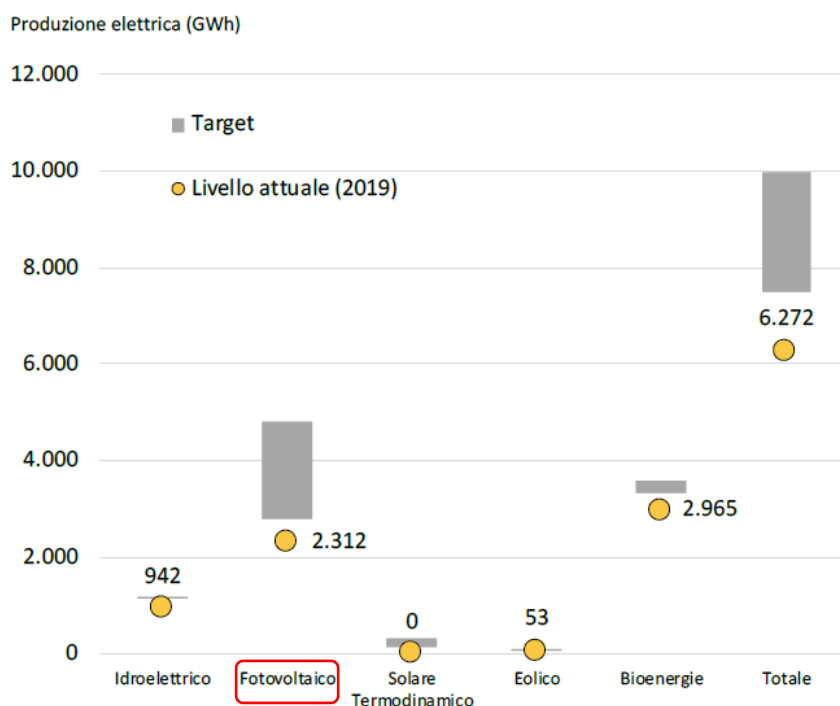 Produzione elettrica (GWh)
12.000
Target
10.000
Livello attuale (2019)
8.000
6.272
6.000
4.000
2.965
2.312
2.000
942
0
53
0
Idroelettrico
Fotovoltaico
Solare
Termodinamico
Eolico
Bioenergie
Totale